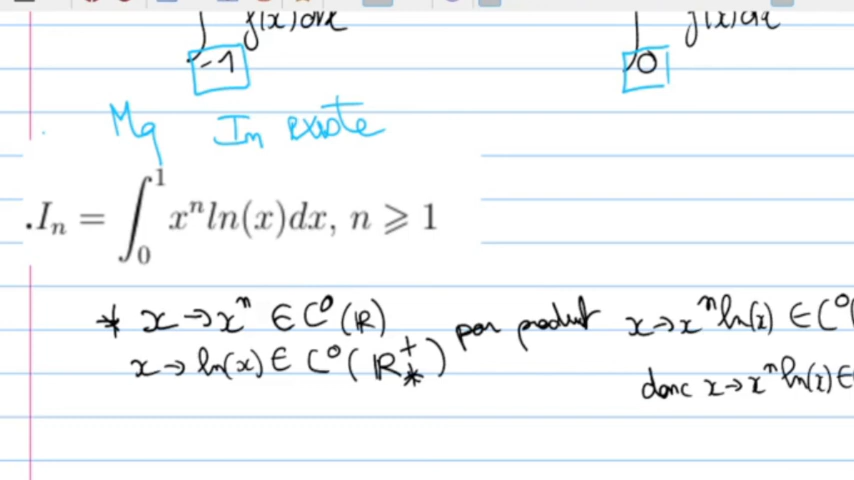 ∫ f(x)dx ∫ f(x)dx
-1 0
Mq In existe
.Iₙ = ∫₀¹ xⁿln(x)dx, n ⩾ 1
* x → xⁿ ∈ C⁰(ℝ) par produit x → xⁿln(x) ∈ C⁰(
x → ln(x) ∈ C⁰(ℝ⁺*)
donc x → xⁿln(x) ∈